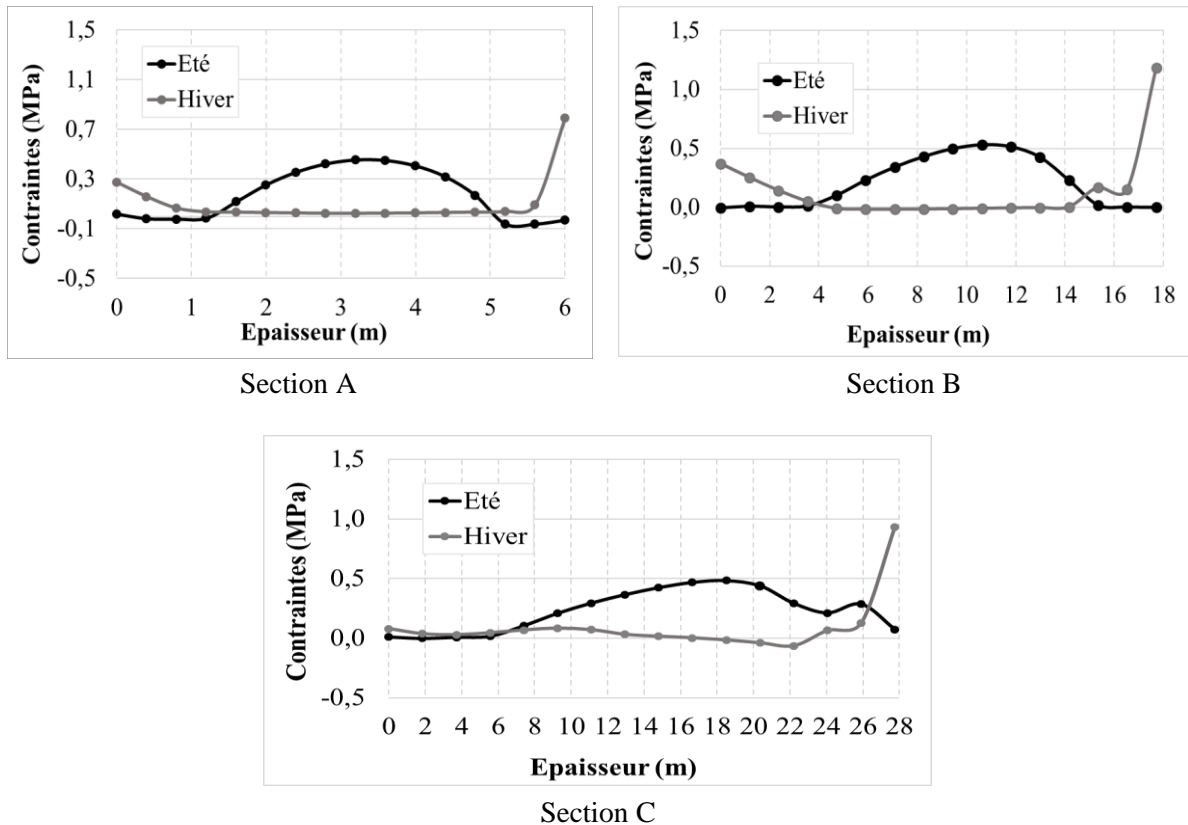 1,5
1,1
0,7
0,3
-0,1
-0,5
Contraintes (MPa)
Eté
Hiver
0 1 2 3 4 5 6
Epaisseur (m)
Section A
1,5
1,0
0,5
0,0
-0,5
Contraintes (MPa)
Eté
Hiver
0 2 4 6 8 10 12 14 16 18
Epaisseur (m)
Section B
1,5
1,0
0,5
0,0
-0,5
Contraintes (MPa)
Eté
Hiver
0 2 4 6 8 10 12 14 16 18 20 22 24 26 28
Epaisseur (m)
Section C